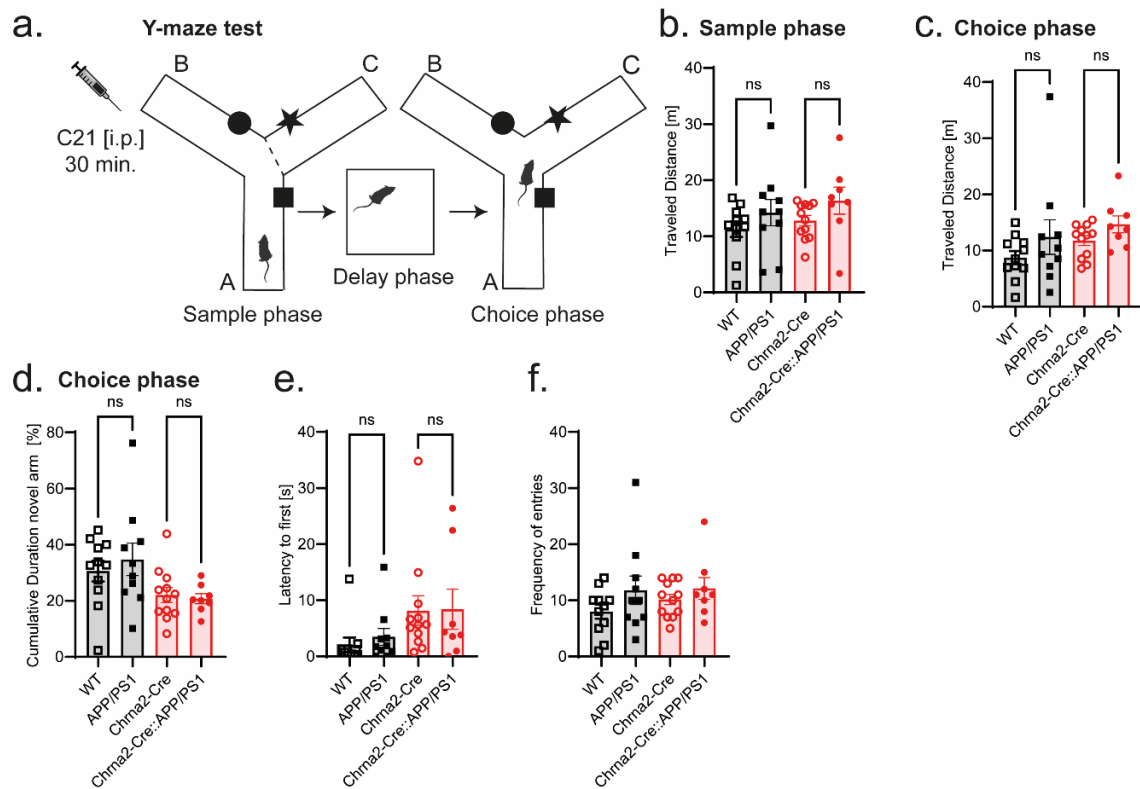 a.
Y-maze test
C21 [i.p.]
30 min.
B
C
A
Sample phase
Delay phase
B
C
A
Choice phase
b. Sample phase
Traveled Distance [m]
40
30
20
10
0
ns
ns
WT
APP/PS1
Chrna2-Cre
Chrna2-Cre::APP/PS1
c. Choice phase
Traveled Distance [m]
40
30
20
10
0
ns
ns
WT
APP/PS1
Chrna2-Cre
Chrna2-Cre::APP/PS1
d. Choice phase
Cumulative Duration novel arm [%]
80
60
40
20
0
ns
ns
WT
APP/PS1
Chrna2-Cre
Chrna2-Cre::APP/PS1
e.
Latency to first [s]
40
30
20
10
0
ns
ns
WT
APP/PS1
Chrna2-Cre
Chrna2-Cre::APP/PS1
f.
Frequency of entries
40
30
20
10
0
WT
APP/PS1
Chrna2-Cre
Chrna2-Cre::APP/PS1